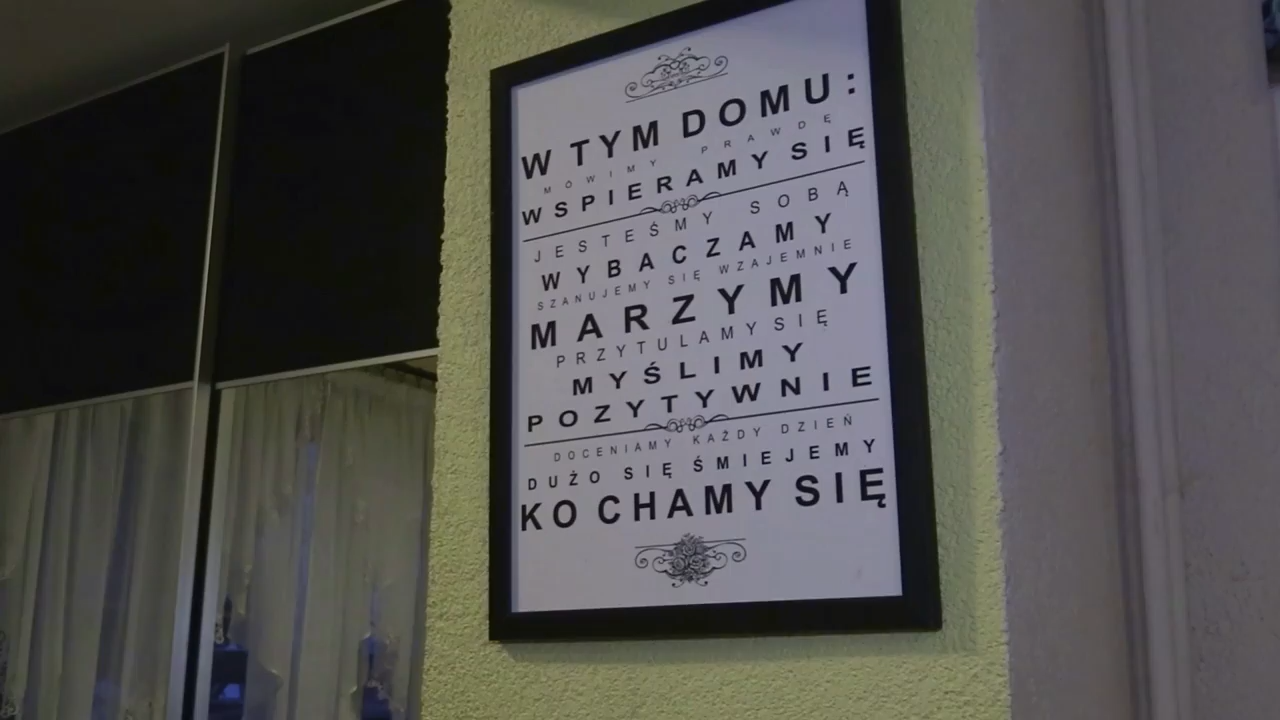 W TYM DOMU:
MÓWIMY PRAWDĘ
WSPIERAMY SIĘ
JESTEŚMY SOBĄ
WYBACZAMY
SZANUJEMY SIĘ WZAJEMNIE
MARZYMY
PRZYTULAMY SIĘ
MYŚLIMY
POZYTYWNIE
DOCENIAMY KAŻDY DZIEŃ
DUŻO SIĘ ŚMIEJEMY
KOCHAMY SIĘ